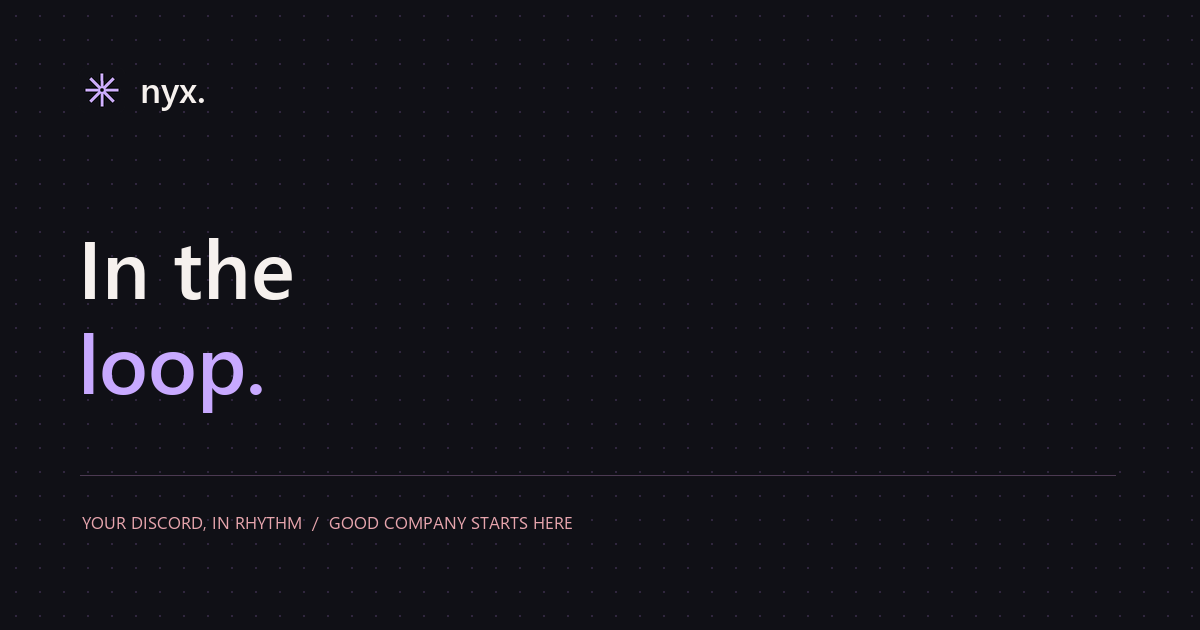 nyx.
In the
loop.
YOUR DISCORD, IN RHYTHM / GOOD COMPANY STARTS HERE